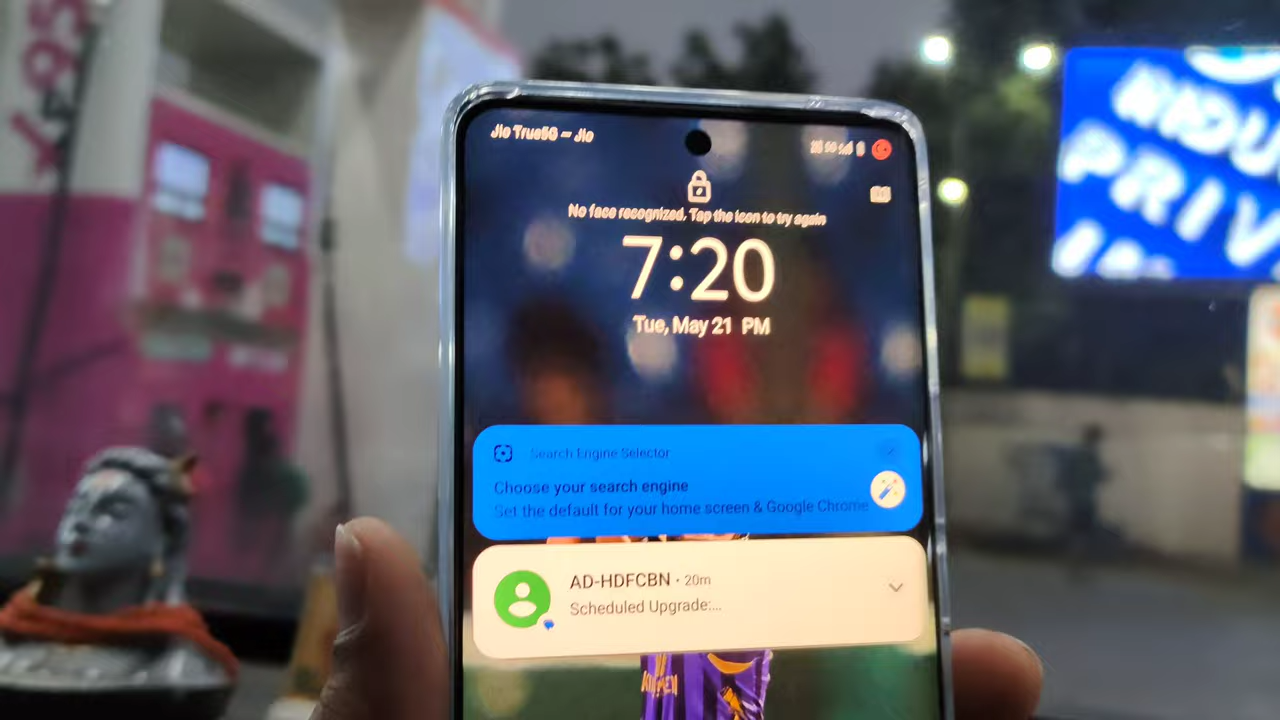 Jio True5G — Jio
No face recognized. Tap the icon to try again
7:20
Tue, May 21 PM
Search Engine Selector
Choose your search engine
Set the default for your home screen & Google Chrome
AD-HDFCBN · 20m
Scheduled Upgrade:...
PRIV